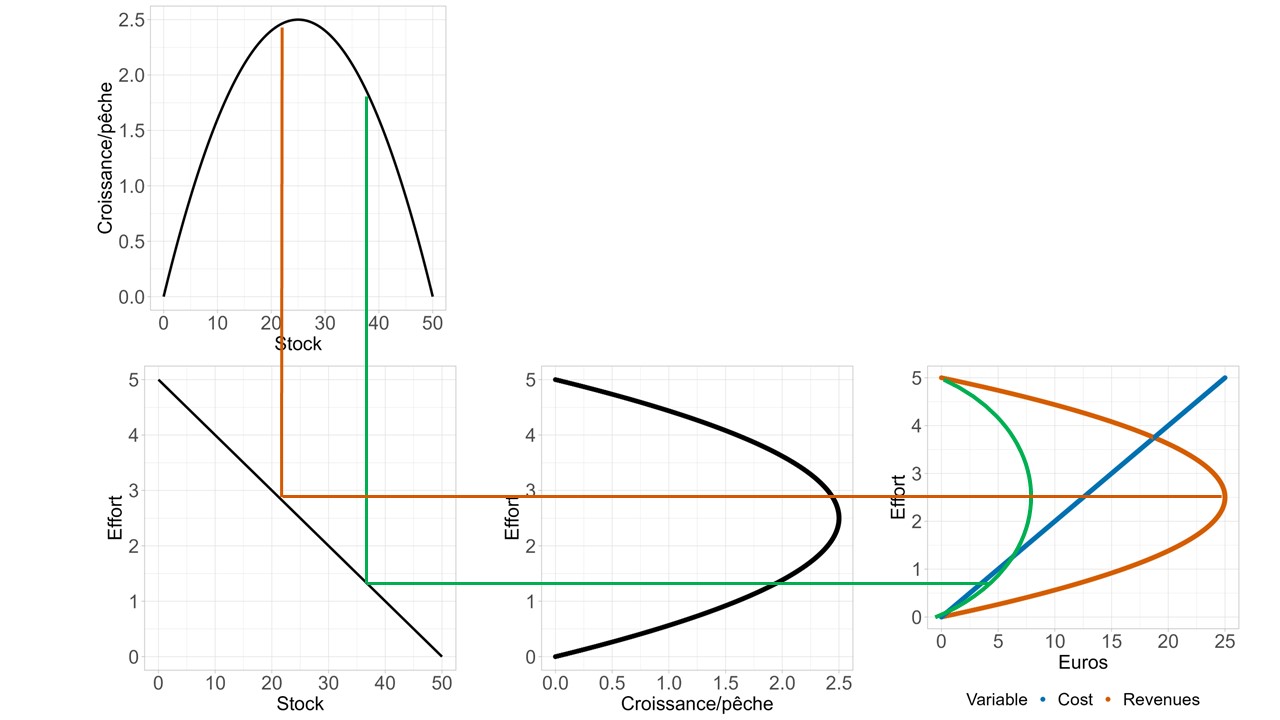 2.5
2.0
1.5
1.0
0.5
0.0
Croissance/pêche
0 10 20 30 40 50
Stock
5
4
3
2
1
0
Effort
0 10 20 30 40 50
Stock
5
4
3
2
1
0
Effort
0.0 0.5 1.0 1.5 2.0 2.5
Croissance/pêche
5
4
3
2
1
0
Effort
0 5 10 15 20 25
Euros
Variable Cost Revenues